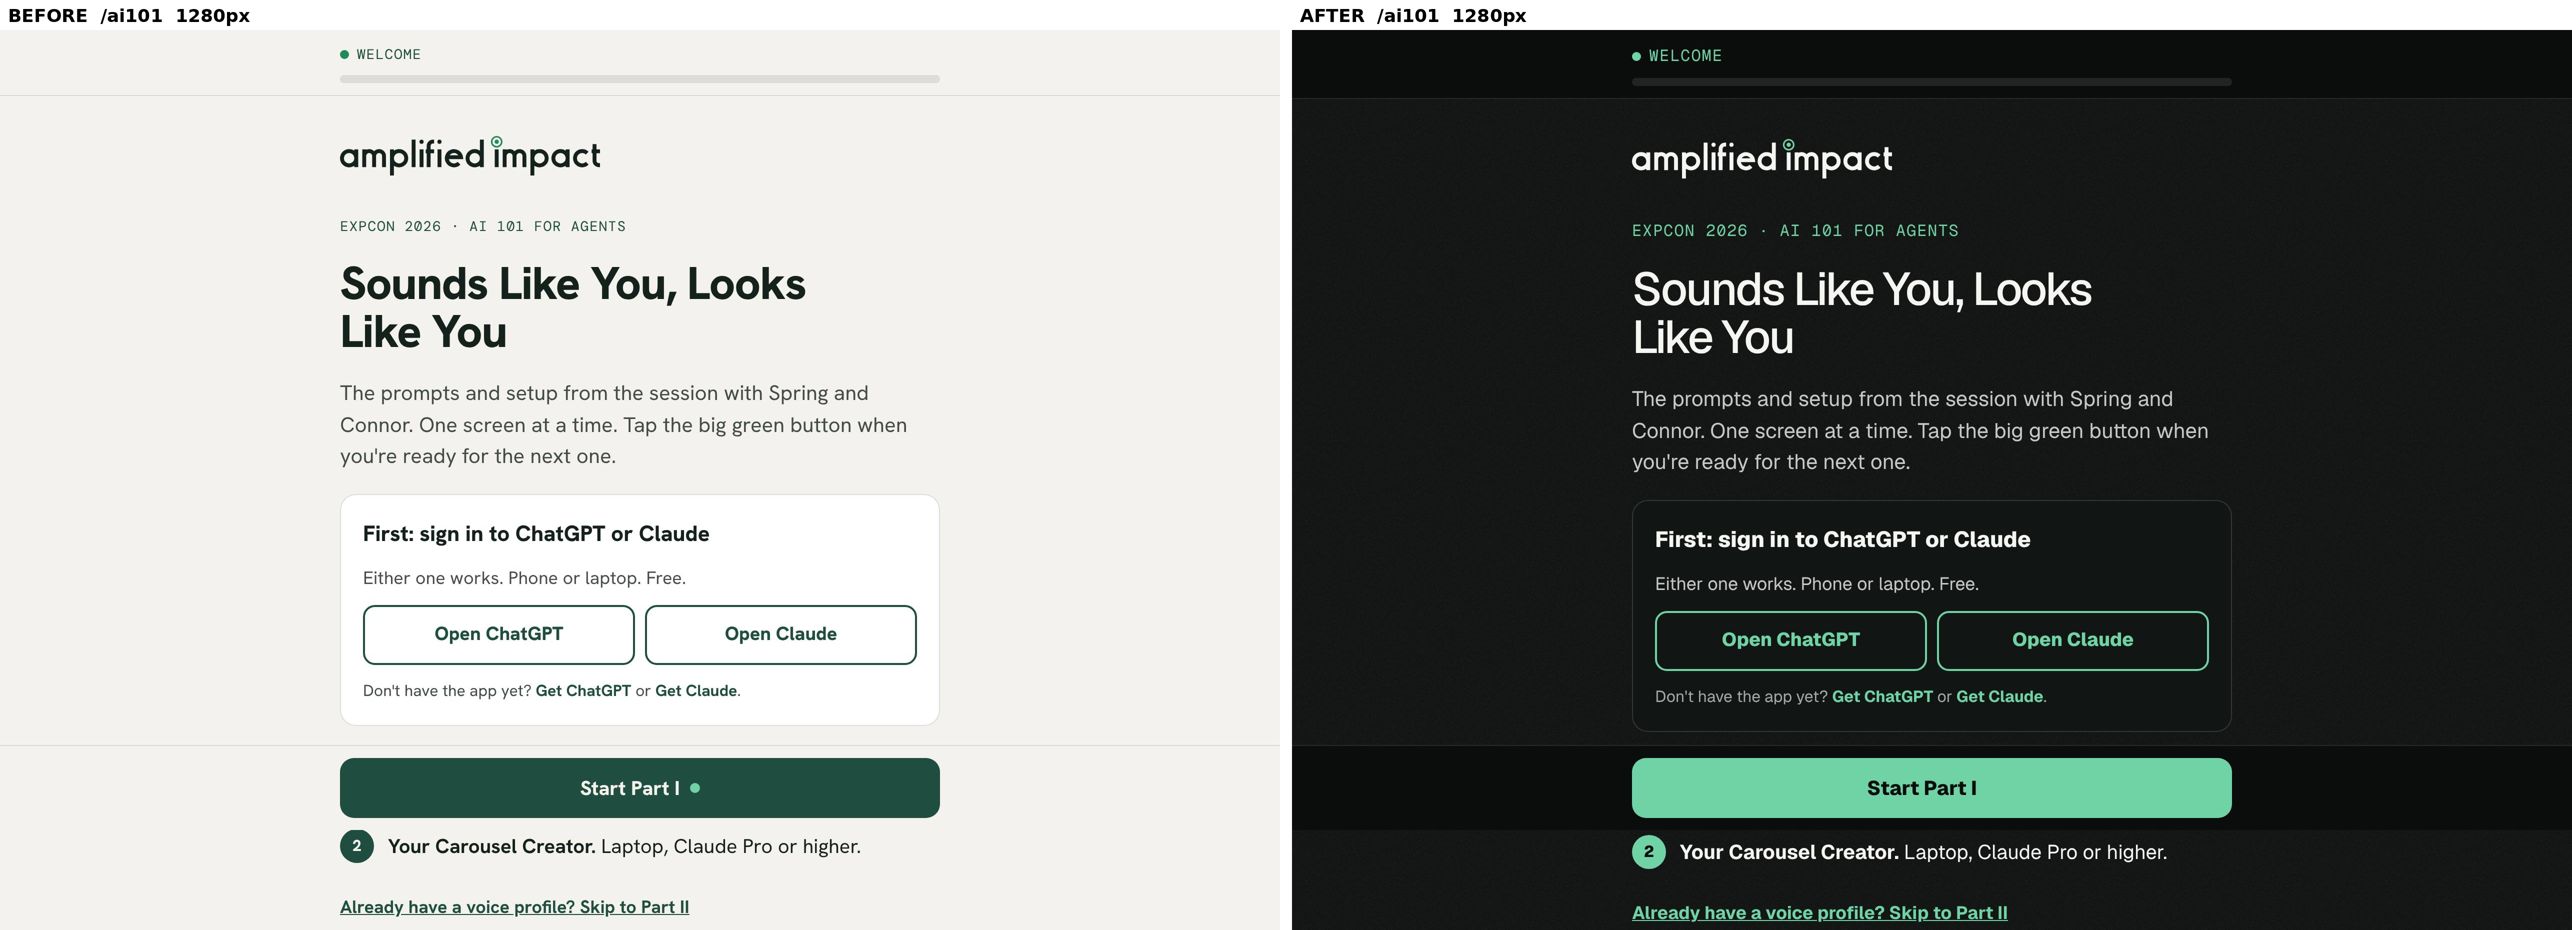 BEFORE /ai101 1280px
WELCOME
amplified impact
EXPCON 2026 · AI 101 FOR AGENTS
Sounds Like You, Looks
Like You
The prompts and setup from the session with Spring and
Connor. One screen at a time. Tap the big green button when
you're ready for the next one.
First: sign in to ChatGPT or Claude
Either one works. Phone or laptop. Free.
Open ChatGPT
Open Claude
Don't have the app yet? Get ChatGPT or Get Claude.
Start Part I
2 Your Carousel Creator. Laptop, Claude Pro or higher.
Already have a voice profile? Skip to Part II
AFTER /ai101 1280px
WELCOME
amplified impact
EXPCON 2026 · AI 101 FOR AGENTS
Sounds Like You, Looks
Like You
The prompts and setup from the session with Spring and
Connor. One screen at a time. Tap the big green button when
you're ready for the next one.
First: sign in to ChatGPT or Claude
Either one works. Phone or laptop. Free.
Open ChatGPT
Open Claude
Don't have the app yet? Get ChatGPT or Get Claude.
Start Part I
2 Your Carousel Creator. Laptop, Claude Pro or higher.
Already have a voice profile? Skip to Part II